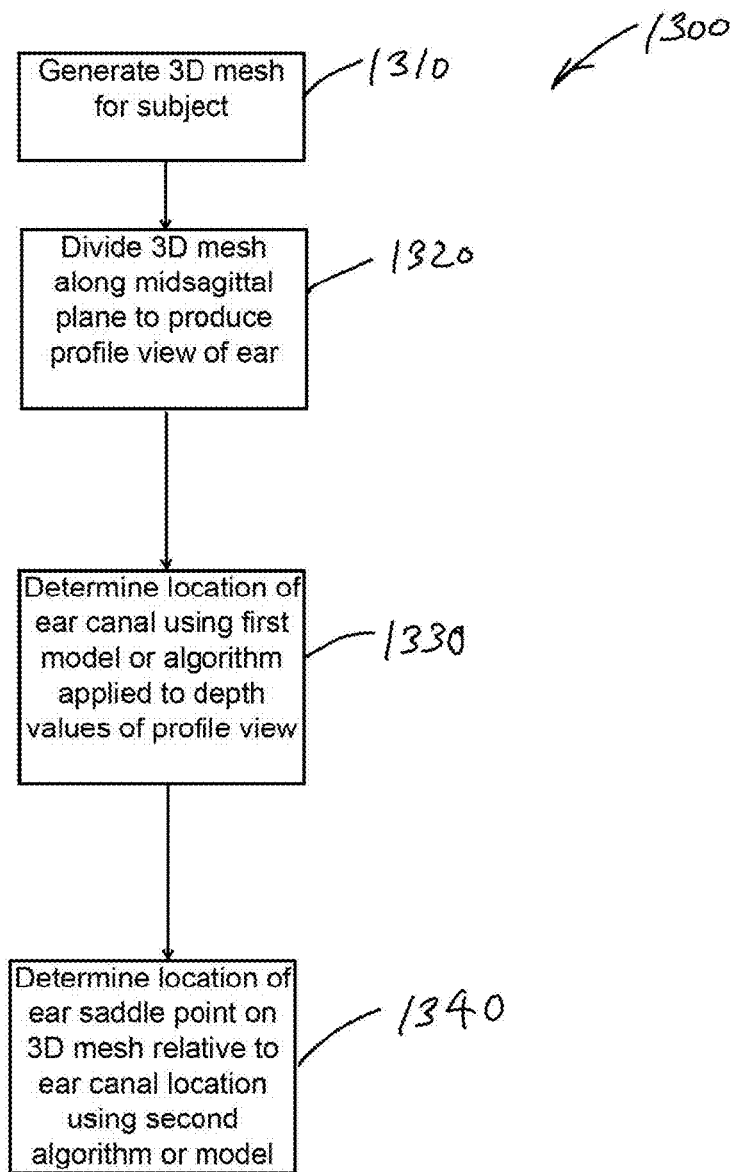 1300
Generate 3D mesh
for subject
1310
Divide 3D mesh
along midsagittal
plane to produce
profile view of ear
1320
Determine location of
ear canal using first
model or algorithm
applied to depth
values of profile view
1330
Determine location of
ear saddle point on
3D mesh relative to
ear canal location
using second
algorithm or model
1340